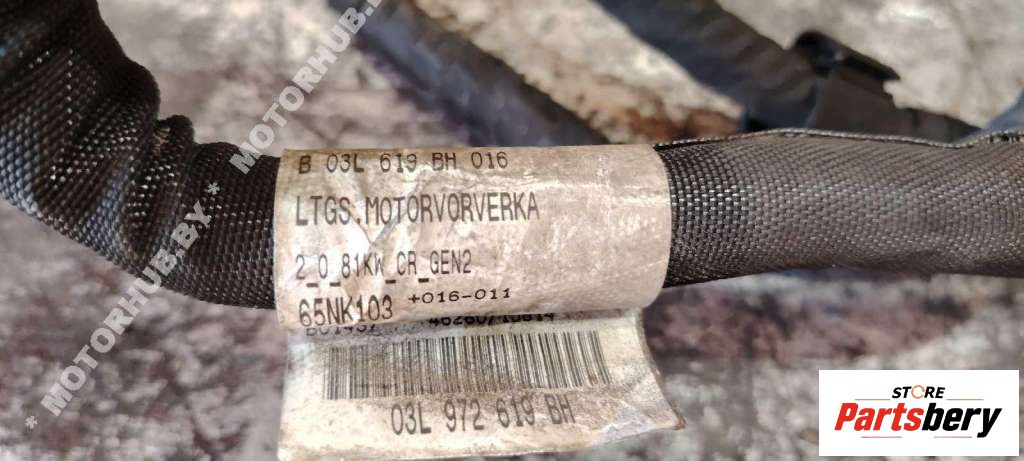 * MOTORHUB.BY * MOTORHUB.BY
B 03L 619 BH 016
LTGS.MOTORVORVERKA
2_0_81KW_CR_GEN2
65NK103 +016-011
03L 972 619 BH
STORE
Partsbery